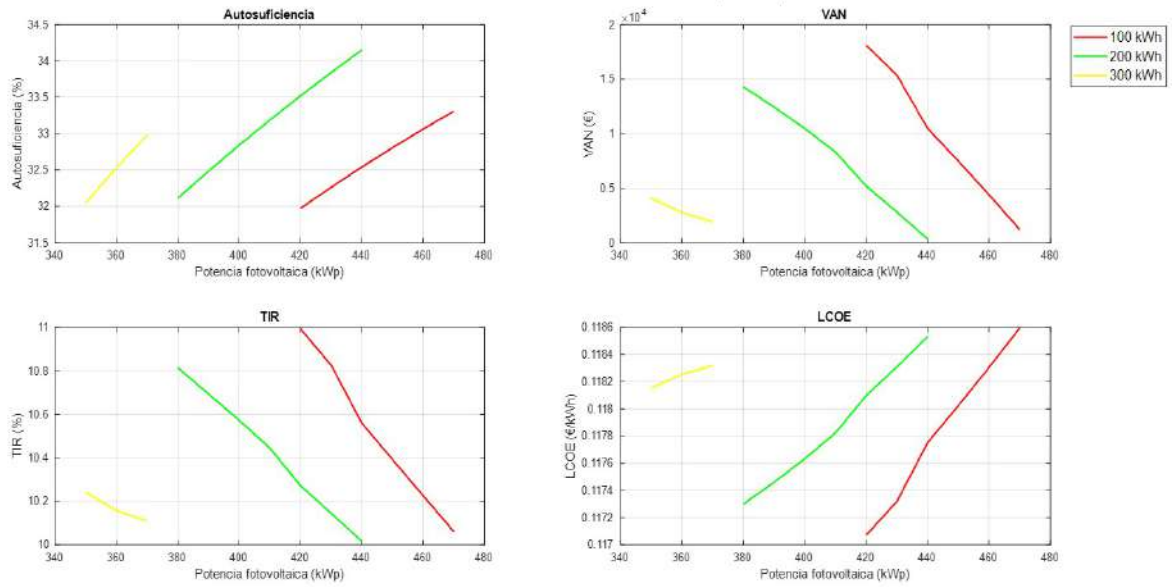 Autosuficiencia
34.5
34
33.5
33
32.5
32
31.5
Autosuficiencia (%)
340 360 380 400 420 440 460 480
Potencia fotovoltaica (kWp)
VAN
×10⁴
2
1.5
1
0.5
0
VAN (€)
340 360 380 400 420 440 460 480
Potencia fotovoltaica (kWp)
100 kWh
200 kWh
300 kWh
TIR
11
10.8
10.6
10.4
10.2
10
TIR (%)
340 360 380 400 420 440 460 480
Potencia fotovoltaica (kWp)
LCOE
0.1186
0.1184
0.1182
0.118
0.1178
0.1176
0.1174
0.1172
0.117
LCOE (€/kWh)
340 360 380 400 420 440 460 480
Potencia fotovoltaica (kWp)